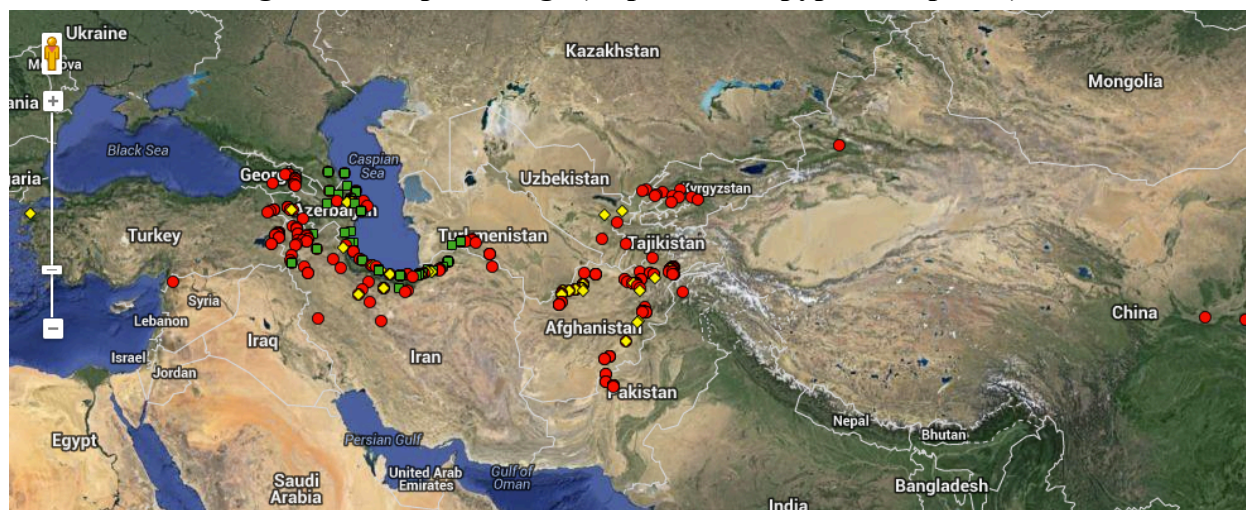 Ukraine
Kazakhstan
Mongolia
Black Sea
Caspian
Sea
Uzbekistan
Kyrgyzstan
Azerbaijan
Turkmenistan
Turkey
Tajikistan
Syria
Lebanon
China
Afghanistan
Iraq
Iran
Israel
Jordan
Pakistan
Nepal
Bhutan
Egypt
Persian Gulf
United Arab
Emirates
Gulf of
Oman
Saudi
Arabia
Bangladesh
India